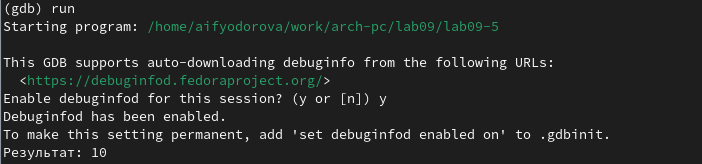 (gdb) run
Starting program: /home/aifyodorova/work/arch-pc/lab09/lab09-5

This GDB supports auto-downloading debuginfo from the following URLs:
  <https://debuginfod.fedoraproject.org/>
Enable debuginfod for this session? (y or [n]) y
Debuginfod has been enabled.
To make this setting permanent, add 'set debuginfod enabled on' to .gdbinit.
Результат: 10